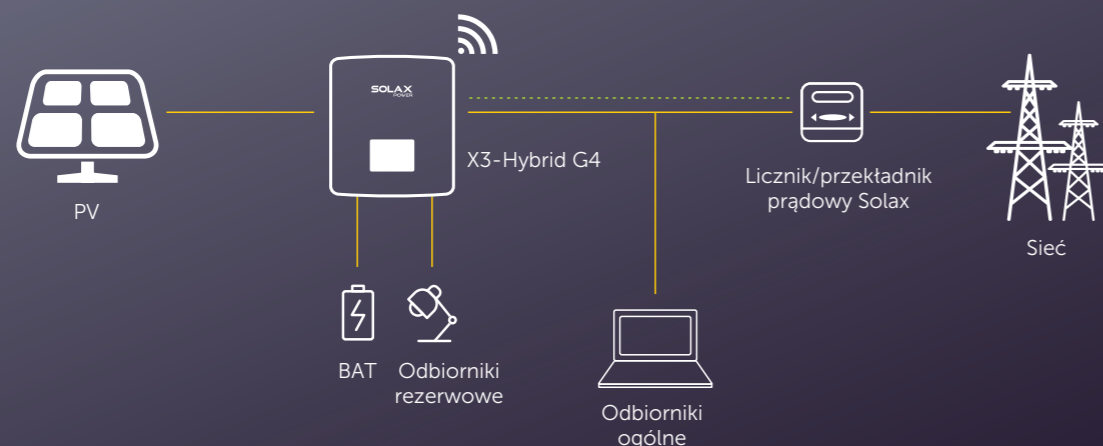 SOLAX
POWER
X3-Hybrid G4
PV
Licznik/przekładnik
prądowy Solax
Sieć
BAT
Odbiorniki
rezerwowe
Odbiorniki
ogólne